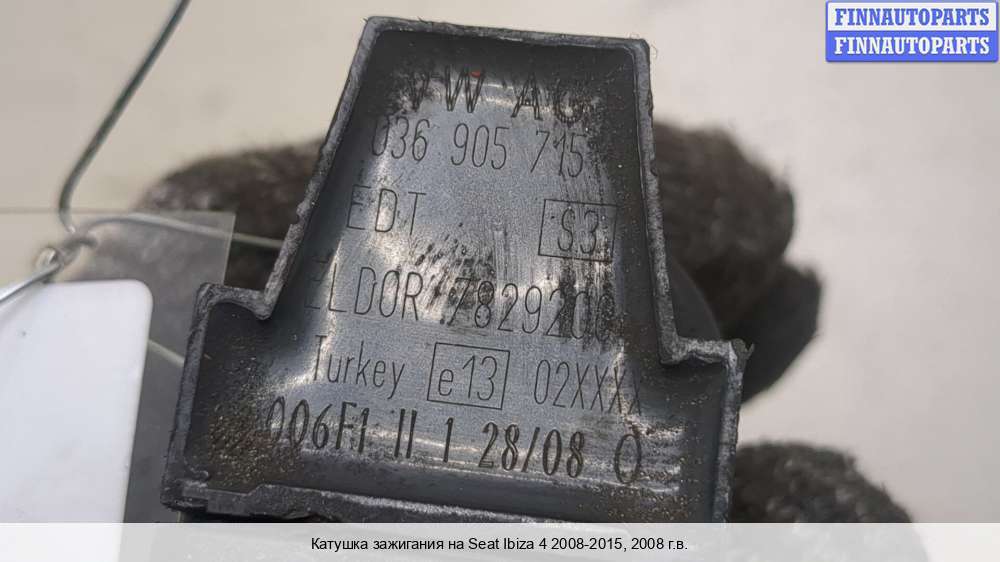 FINNAUTOPARTS
FINNAUTOPARTS
VW AG
036 905 715
EDT S3
ELDOR 7829200
Turkey e13 02XXXX
006F1 II 1 28/08 0
Катушка зажигания на Seat Ibiza 4 2008-2015, 2008 г.в.